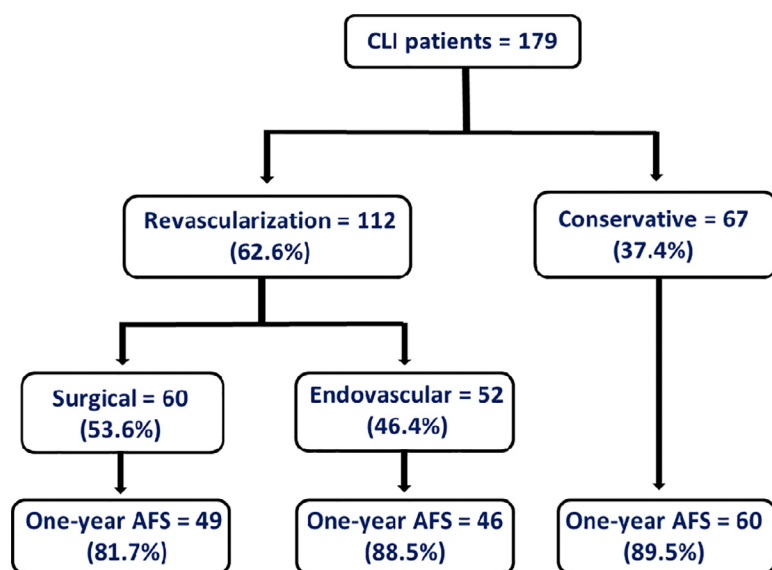 CLI patients = 179
Revascularization = 112
(62.6%)
Conservative = 67
(37.4%)
Surgical = 60
(53.6%)
Endovascular = 52
(46.4%)
One-year AFS = 49
(81.7%)
One-year AFS = 46
(88.5%)
One-year AFS = 60
(89.5%)